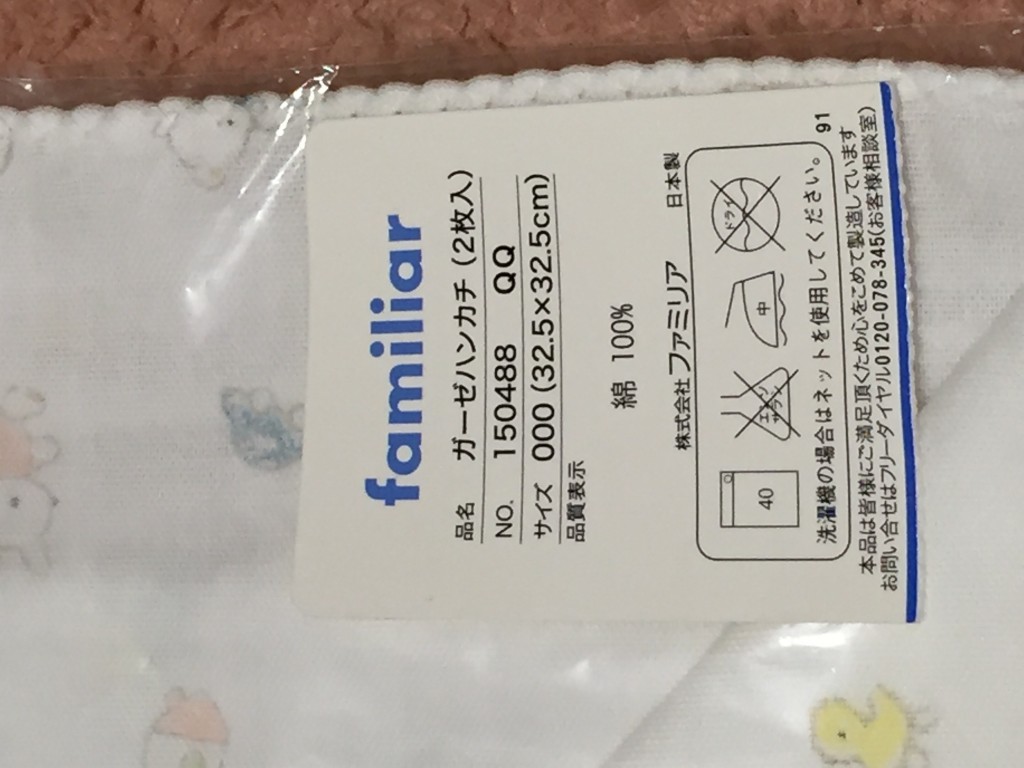 familiar
品名 ガーゼハンカチ (2枚入)
NO. 150488 QQ
サイズ 000 (32.5×32.5cm)
品質表示
綿 100%
株式会社ファミリア 日本製
40
エンソ
サラシ
中
ドライ
洗濯機の場合はネットを使用してください。
91
本品は皆様にご満足頂くため心をこめて製造しています
お問い合せはフリーダイヤル0120-078-345(お客様相談室)